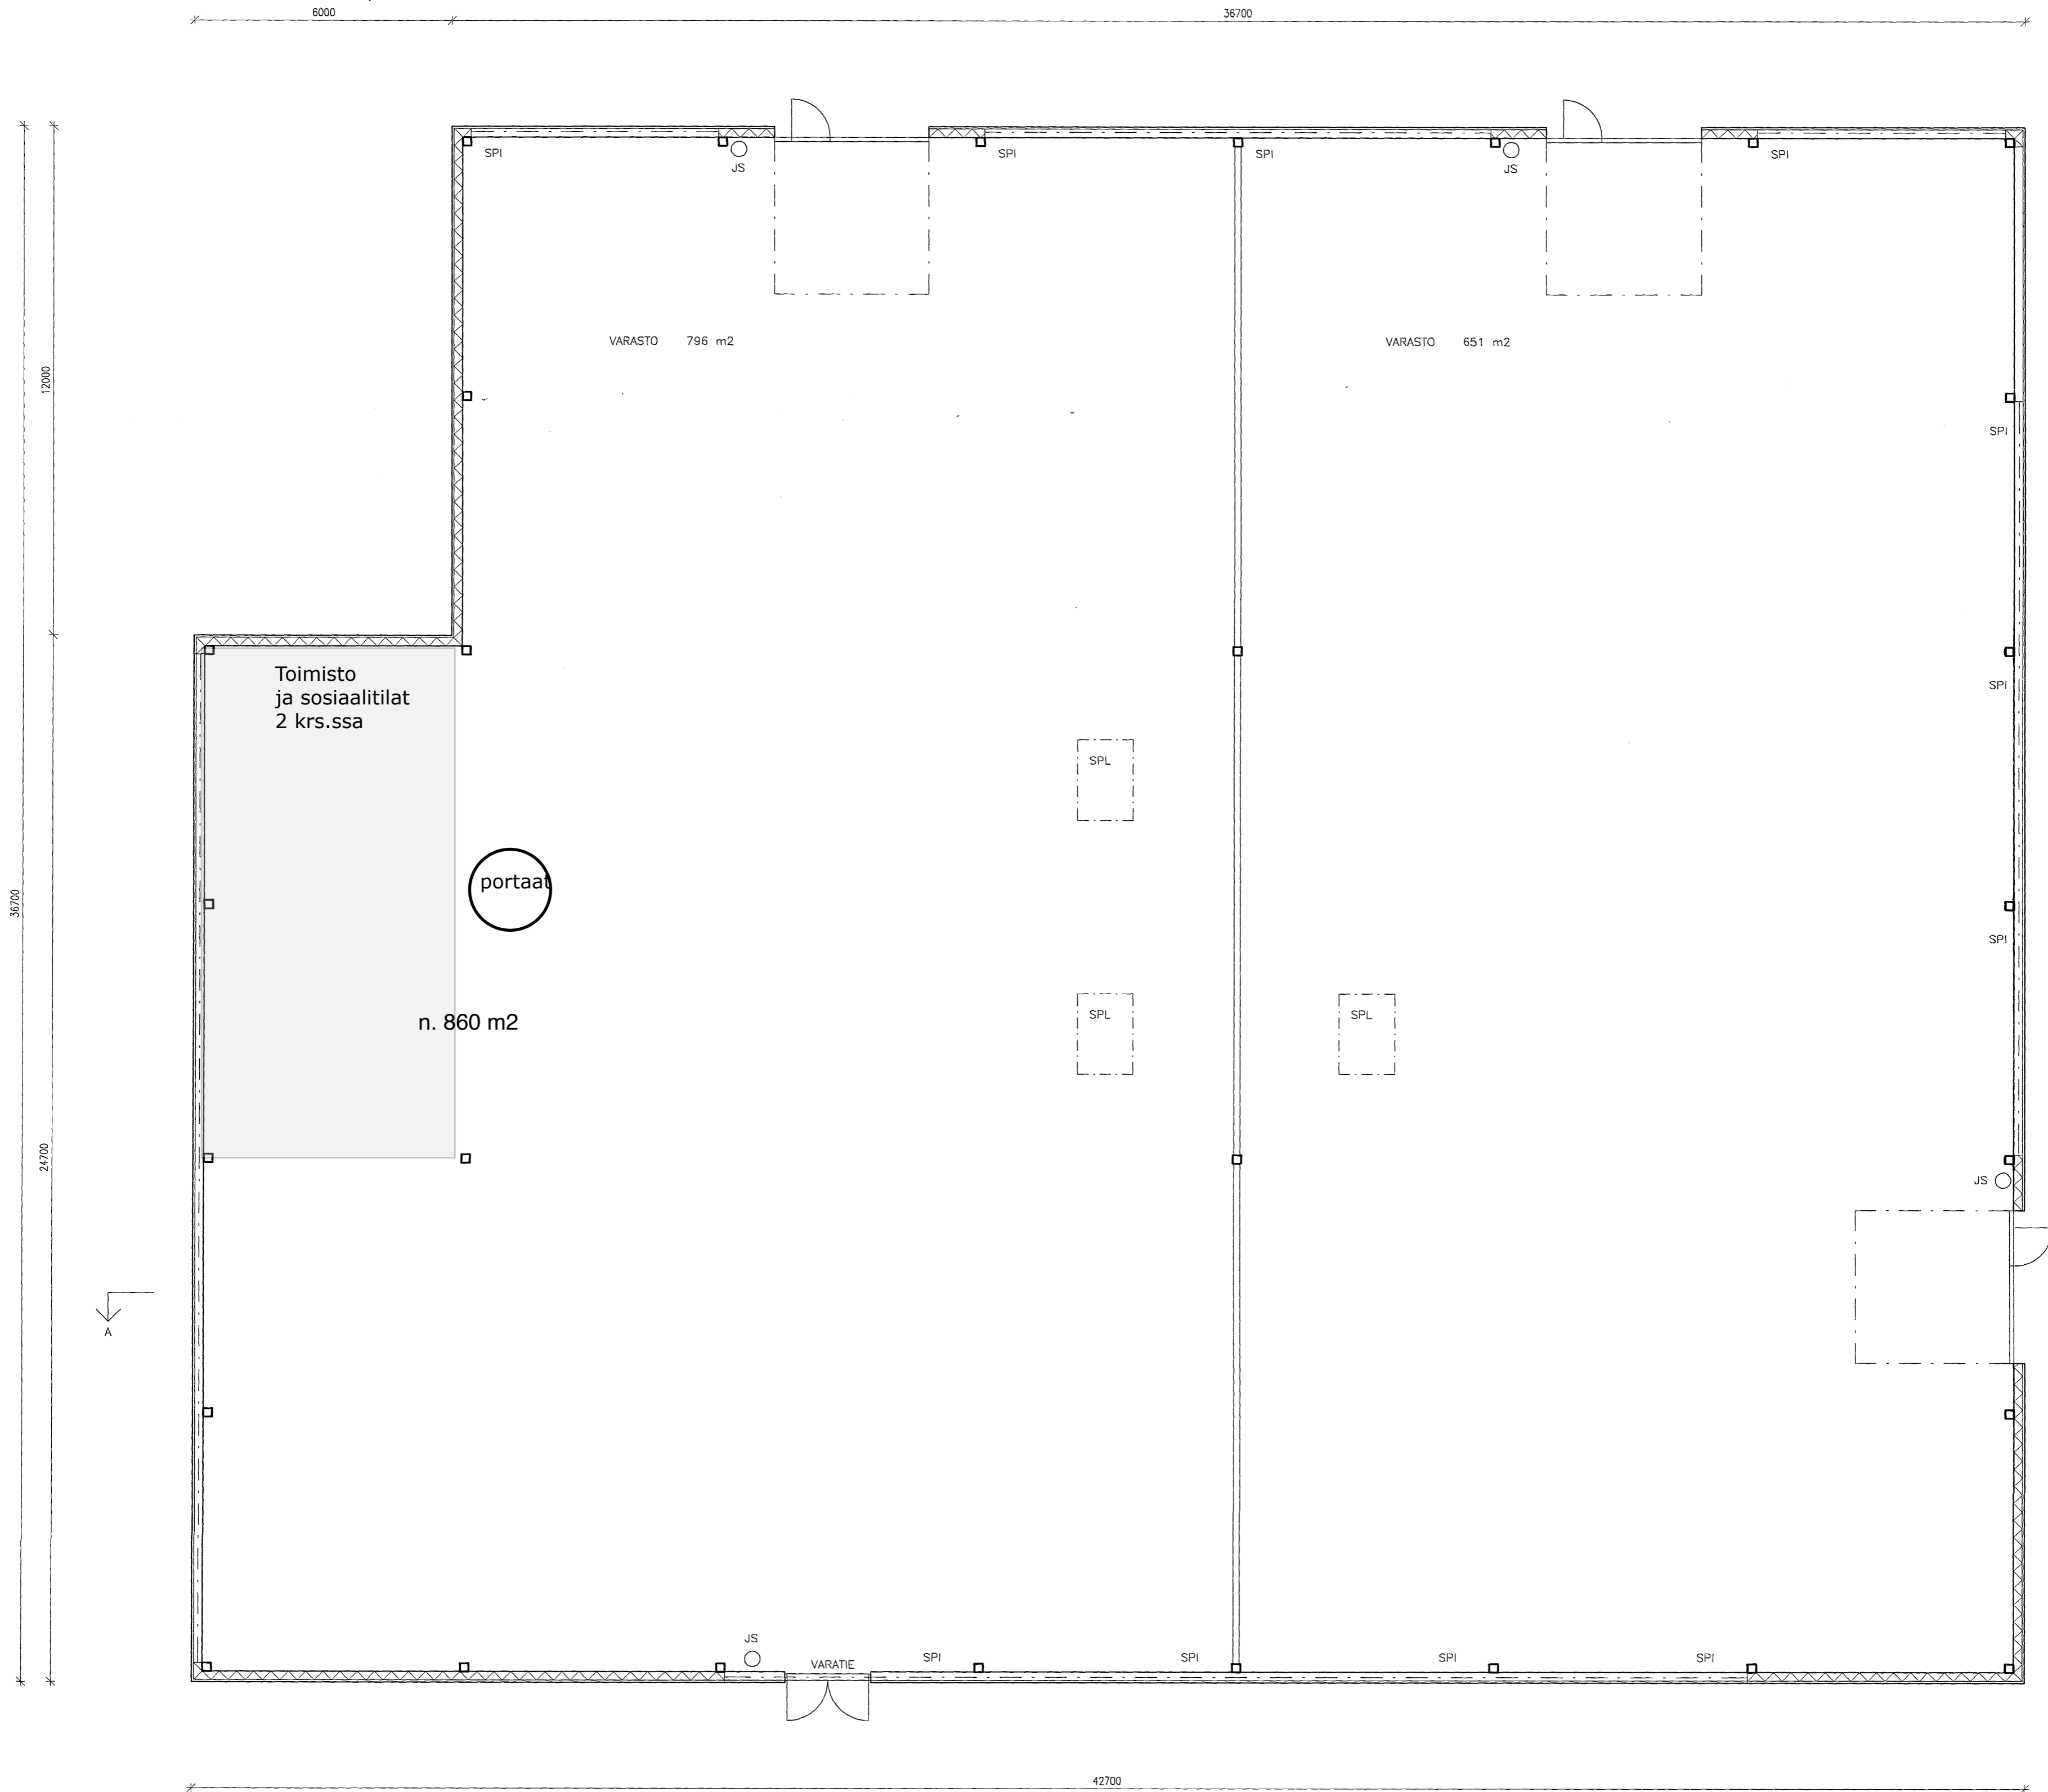 6000
36700
SPI
SPI
SPI
SPI
JS
JS
VARASTO 796 m2
VARASTO 651 m2
12000
SPI
Toimisto
ja sosiaalitilat
2 krs.ssa
SPI
SPL
portaat
36700
SPI
SPL
SPL
n. 860 m2
24700
JS
A
JS
VARATIE
SPI
SPI
SPI
SPI
42700